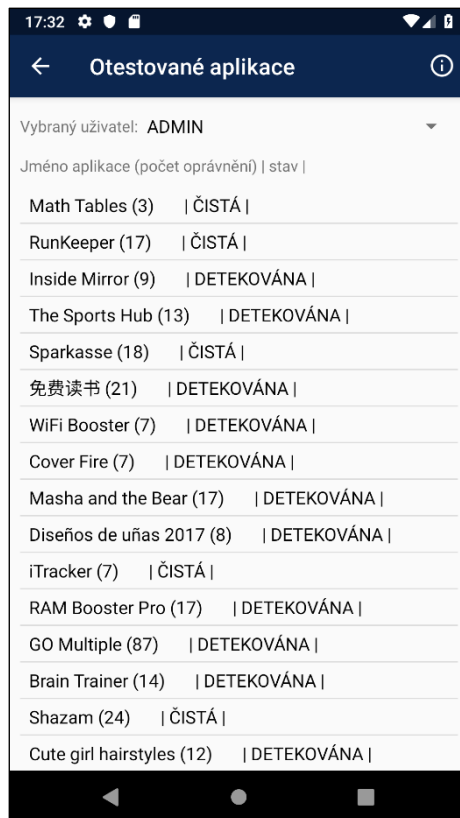 17:32
Otestované aplikace
Vybraný uživatel: ADMIN
Jméno aplikace (počet oprávnění) | stav |
Math Tables (3) | ČISTÁ |
RunKeeper (17) | ČISTÁ |
Inside Mirror (9) | DETEKOVÁNA |
The Sports Hub (13) | DETEKOVÁNA |
Sparkasse (18) | ČISTÁ |
免费读书 (21) | DETEKOVÁNA |
WiFi Booster (7) | DETEKOVÁNA |
Cover Fire (7) | DETEKOVÁNA |
Masha and the Bear (17) | DETEKOVÁNA |
Diseños de uñas 2017 (8) | DETEKOVÁNA |
iTracker (7) | ČISTÁ |
RAM Booster Pro (17) | DETEKOVÁNA |
GO Multiple (87) | DETEKOVÁNA |
Brain Trainer (14) | DETEKOVÁNA |
Shazam (24) | ČISTÁ |
Cute girl hairstyles (12) | DETEKOVÁNA |